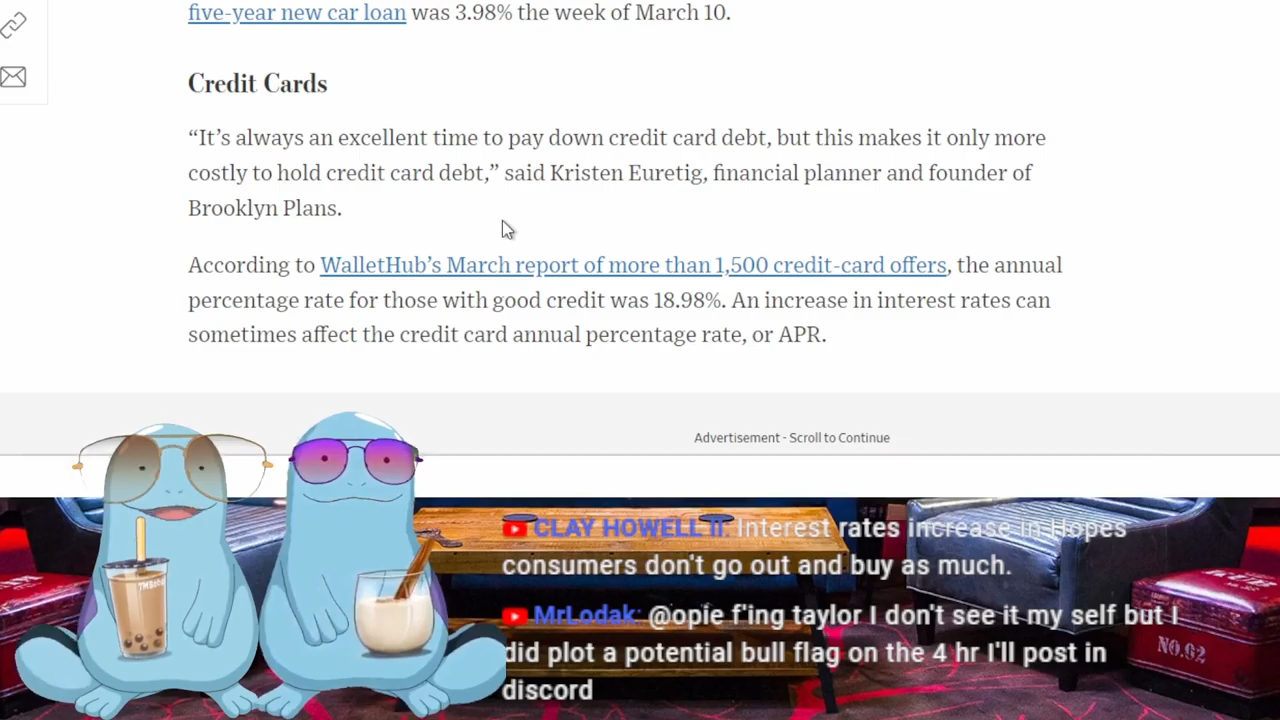 five-year new car loan was 3.98% the week of March 10.
Credit Cards
“It’s always an excellent time to pay down credit card debt, but this makes it only more
costly to hold credit card debt,” said Kristen Euretig, financial planner and founder of
Brooklyn Plans.
According to WalletHub’s March report of more than 1,500 credit-card offers, the annual
percentage rate for those with good credit was 18.98%. An increase in interest rates can
sometimes affect the credit card annual percentage rate, or APR.
Advertisement - Scroll to Continue
CLAY HOWELL II: Interest rates increase in Hopes
consumers don't go out and buy as much.
MrLodak: @opie f'ing taylor I don't see it my self but I
did plot a potential bull flag on the 4 hr I'll post in
discord
NO.62